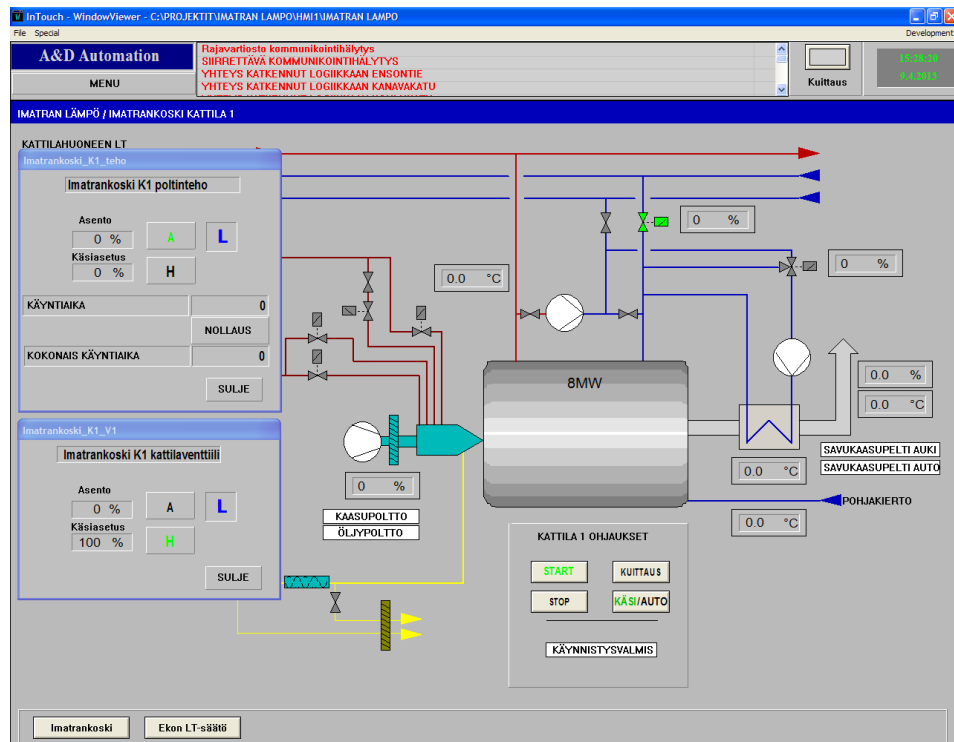 InTouch - WindowViewer - C:\PROJEKTIT\IMATRAN LAMPO\HMI1\IMATRAN LAMPO
File Special Development
A&D Automation
MENU
Rajavartiosto kommunikointihälytys
SIIRRETTÄVÄ KOMMUNIKOINTIHÄLYTYS
YHTEYS KATKENNUT LOGIIKKAAN ENSONTIE
YHTEYS KATKENNUT LOGIIKKAAN KANAVAKATU
Kuittaus
15:28:20
9.4.2013
IMATRAN LÄMPÖ / IMATRANKOSKI KATTILA 1
KATTILAHUONEEN LT
Imatrankoski_K1_teho
Imatrankoski K1 poltinteho
Asento
0 %
A
L
Käsiasetus
0 %
H
KÄYNTIAIKA 0
NOLLAUS
KOKONAIS KÄYNTIAIKA 0
SULJE
Imatrankoski_K1_V1
Imatrankoski K1 kattilaventtiili
Asento
0 %
A
L
Käsiasetus
100 %
H
SULJE
0 %
0.0 °C
0 %
8MW
0.0 %
0.0 °C
0 %
KAASUPOLTTO
ÖLJYPOLTTO
0.0 °C
SAVUKAASUPELTI AUKI
SAVUKAASUPELTI AUTO
POHJAKIERTO
0.0 °C
KATTILA 1 OHJAUKSET
START KUITTAUS
STOP KÄSI/AUTO
KÄYNNISTYSVALMIS
Imatrankoski Ekon LT-säätö